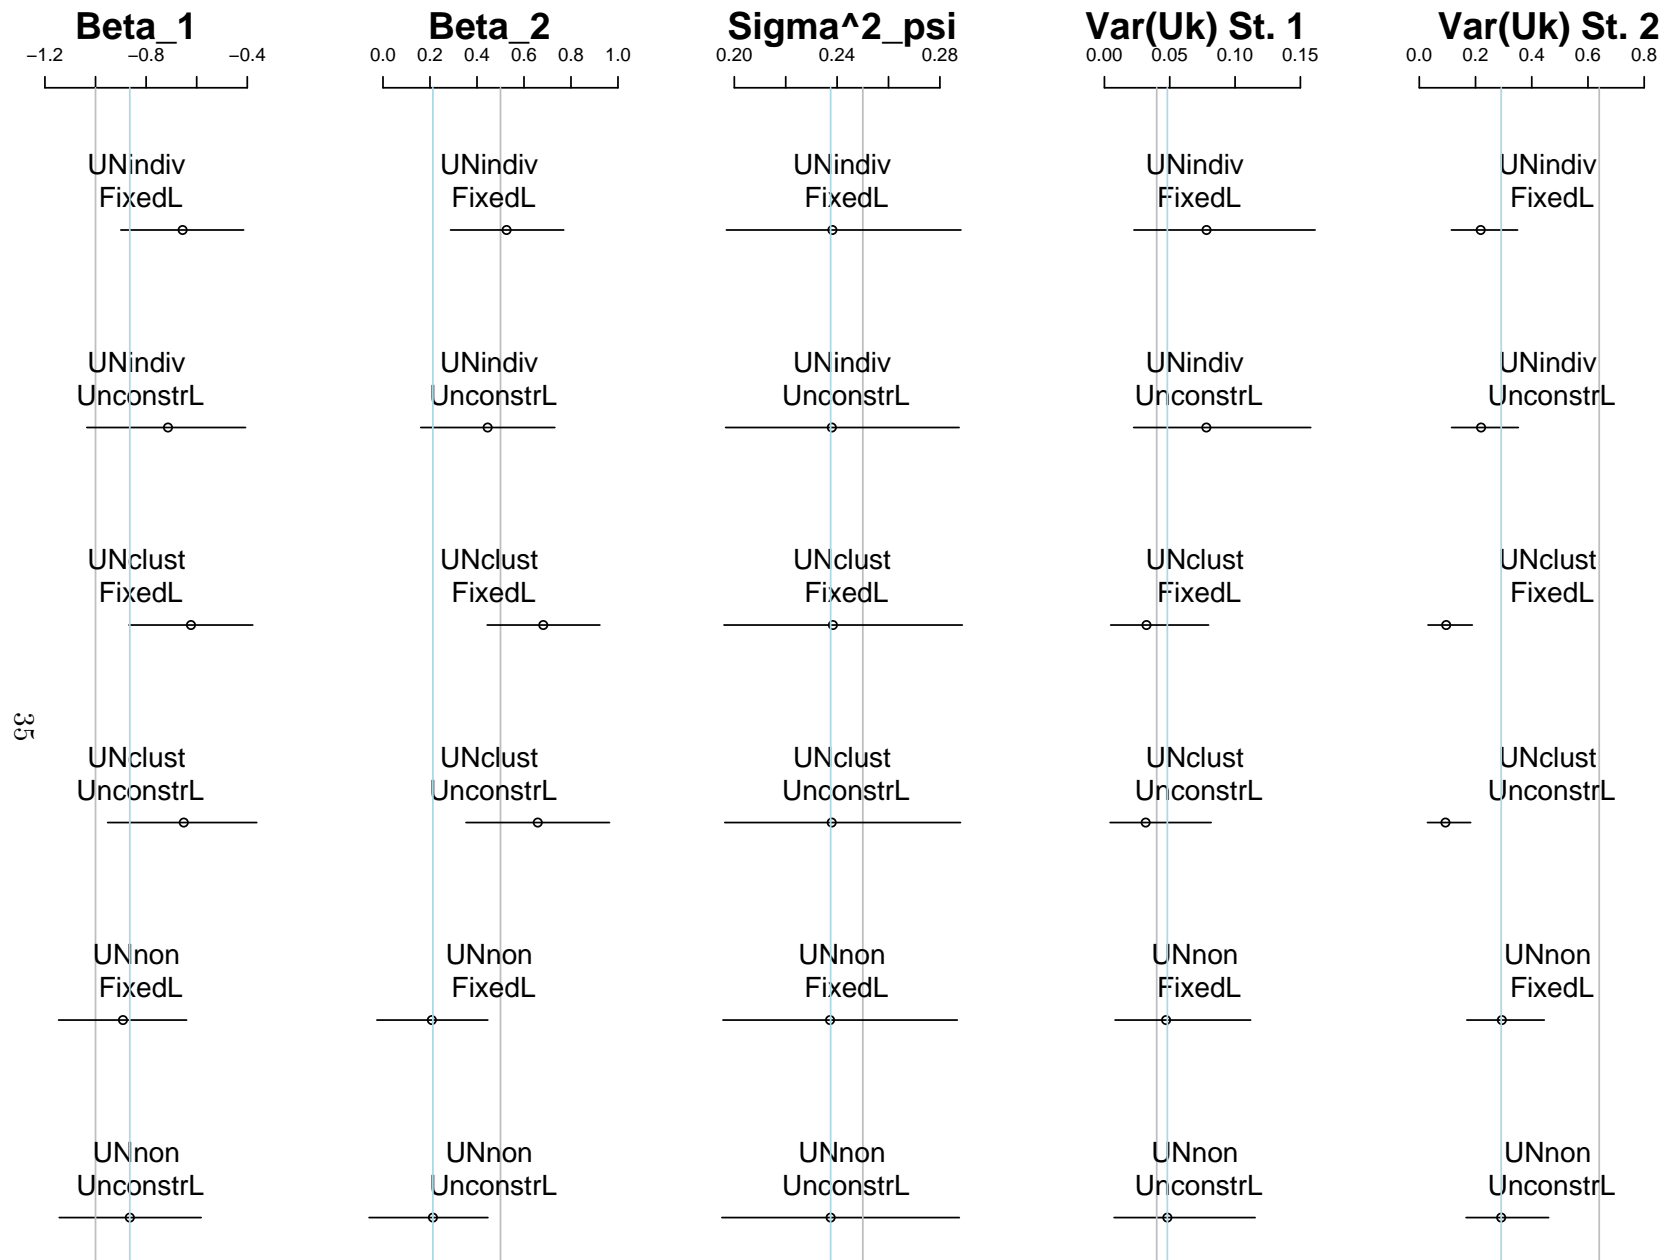 Beta_1 Beta_2 Sigma^2_psi Var(Uk) St. 1 Var(Uk) St. 2
−1.2 −0.8 −0.4 0.0 0.2 0.4 0.6 0.8 1.0 0.20 0.24 0.28 0.00 0.05 0.10 0.15 0.0 0.2 0.4 0.6 0.8
UNindiv UNindiv UNindiv UNindiv UNindiv
FixedL FixedL FixedL FixedL FixedL
UNindiv UNindiv UNindiv UNindiv UNindiv
UnconstrL UnconstrL UnconstrL UnconstrL UnconstrL
UNclust UNclust UNclust UNclust UNclust
FixedL FixedL FixedL FixedL FixedL
35
UNclust UNclust UNclust UNclust UNclust
UnconstrL UnconstrL UnconstrL UnconstrL UnconstrL
UNnon UNnon UNnon UNnon UNnon
FixedL FixedL FixedL FixedL FixedL
UNnon UNnon UNnon UNnon UNnon
UnconstrL UnconstrL UnconstrL UnconstrL UnconstrL